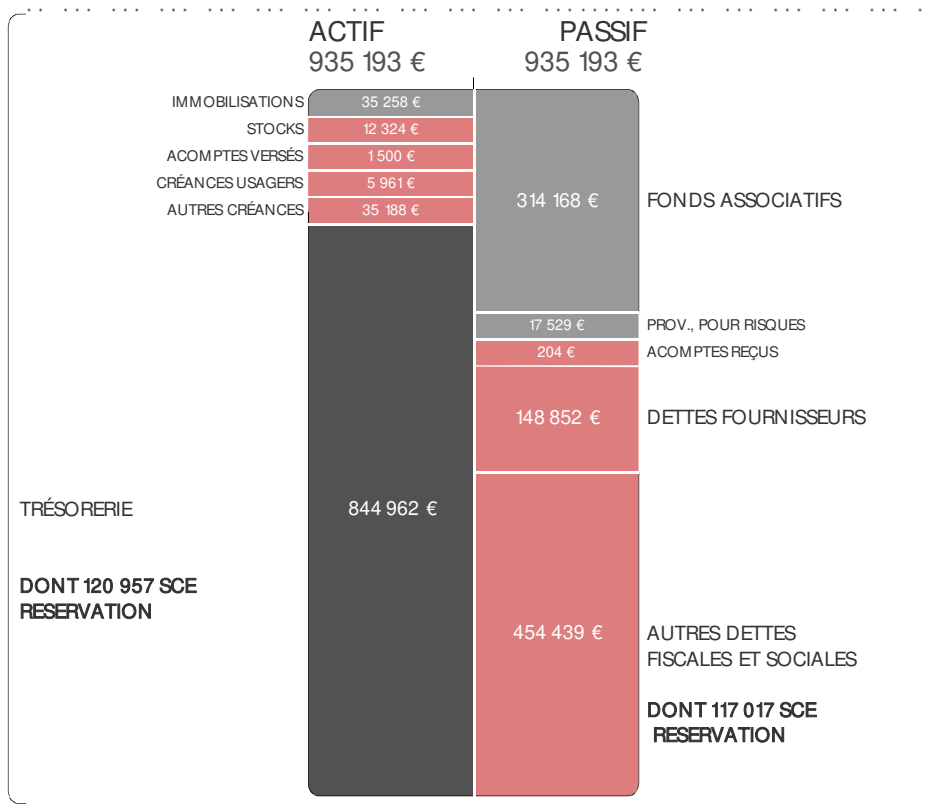 ACTIF
935 193 €
PASSIF
935 193 €
IMMOBILISATIONS 35 258 €
STOCKS 12 324 €
ACOMPTES VERSÉS 1 500 €
CRÉANCES USAGERS 5 961 €
AUTRES CRÉANCES 35 188 €
TRÉSORERIE 844 962 €
DONT 120 957 SCE
RESERVATION
314 168 € FONDS ASSOCIATIFS
17 529 € PROV., POUR RISQUES
204 € ACOMPTES REÇUS
148 852 € DETTES FOURNISSEURS
454 439 € AUTRES DETTES
FISCALES ET SOCIALES
DONT 117 017 SCE
RESERVATION